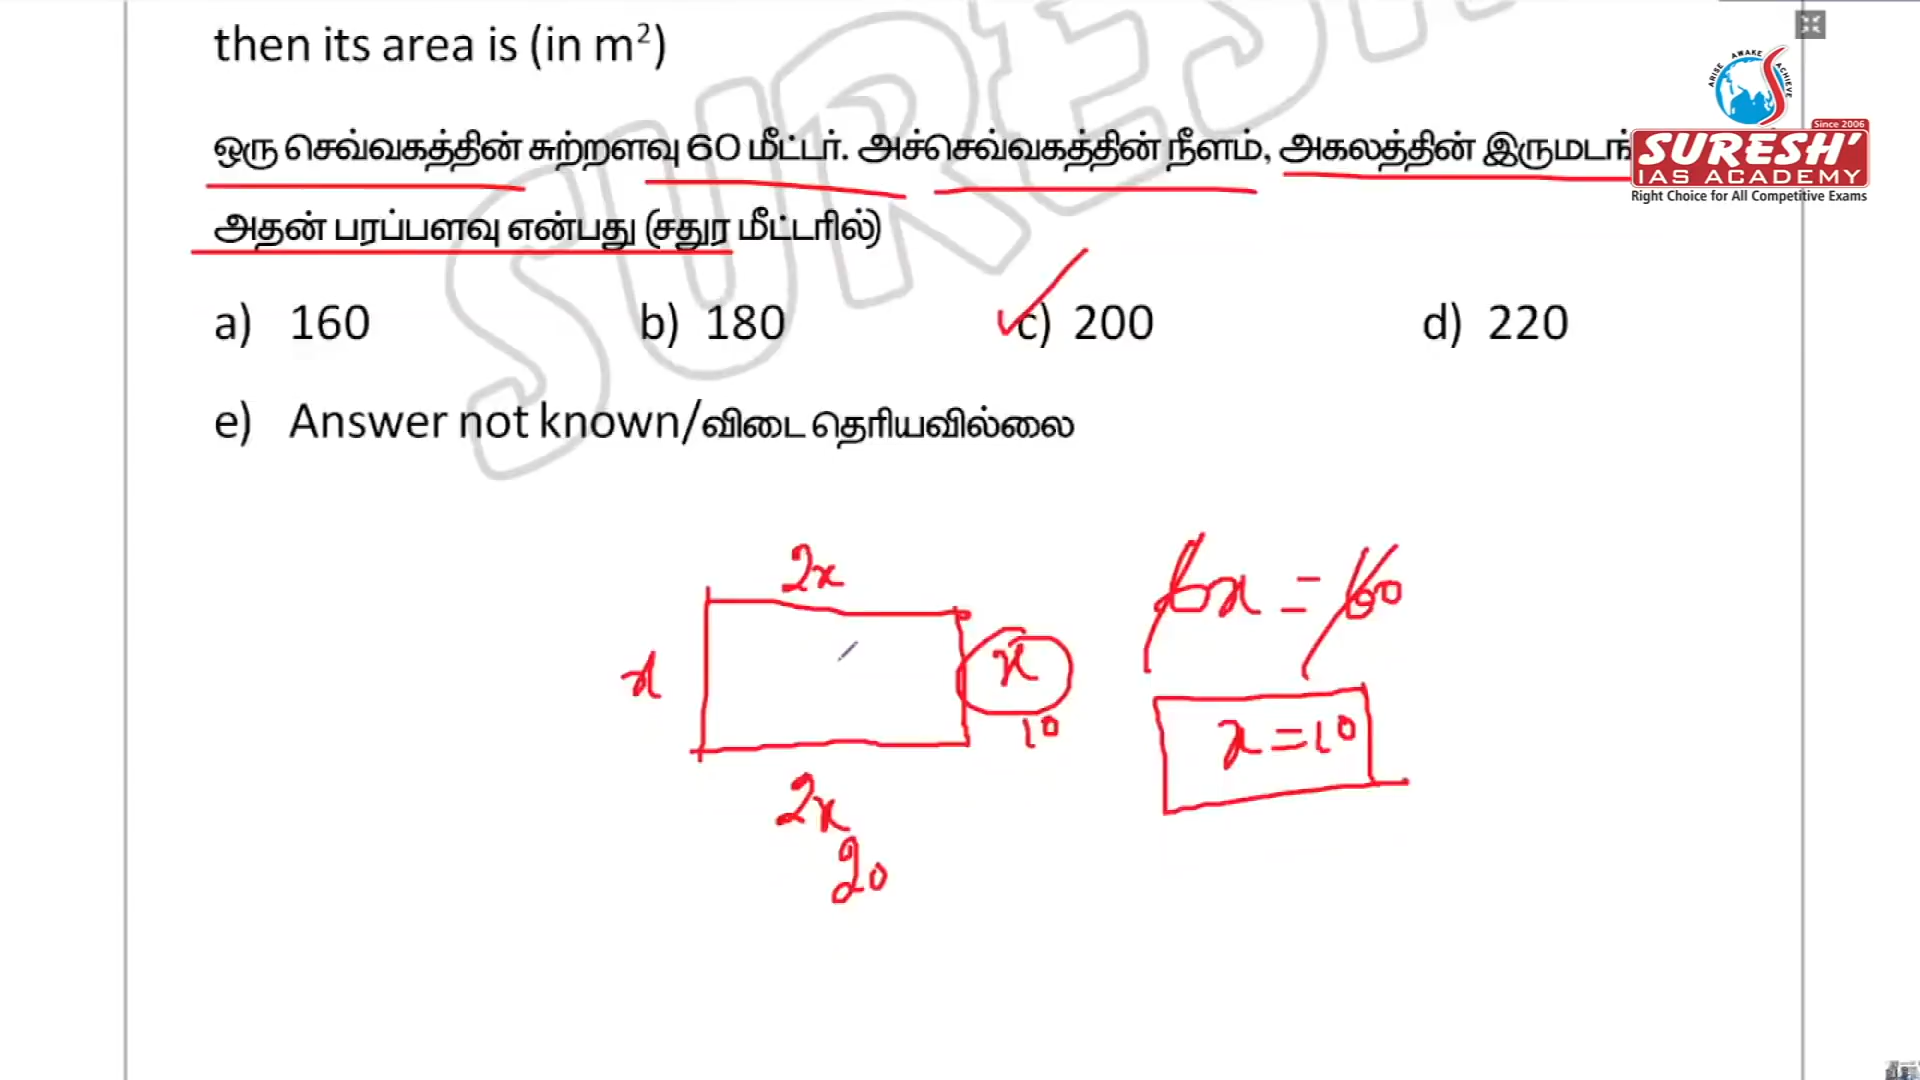 then its area is (in m²)
ஒரு செவ்வகத்தின் சுற்றளவு 60 மீட்டர். அச்செவ்வகத்தின் நீளம், அகலத்தின்
அதன் பரப்பளவு என்பது (சதுர மீட்டரில்)
a) 160 b) 180 c) 200 d) 220
e) Answer not known/விடை தெரியவில்லை
2x
x
x
10
2x
20
6x = 60
x = 10
SURESH
ARISE AWAKE ACHIEVE
Since 2006
SURESH'
IAS ACADEMY
Right Choice for All Competitive Exams